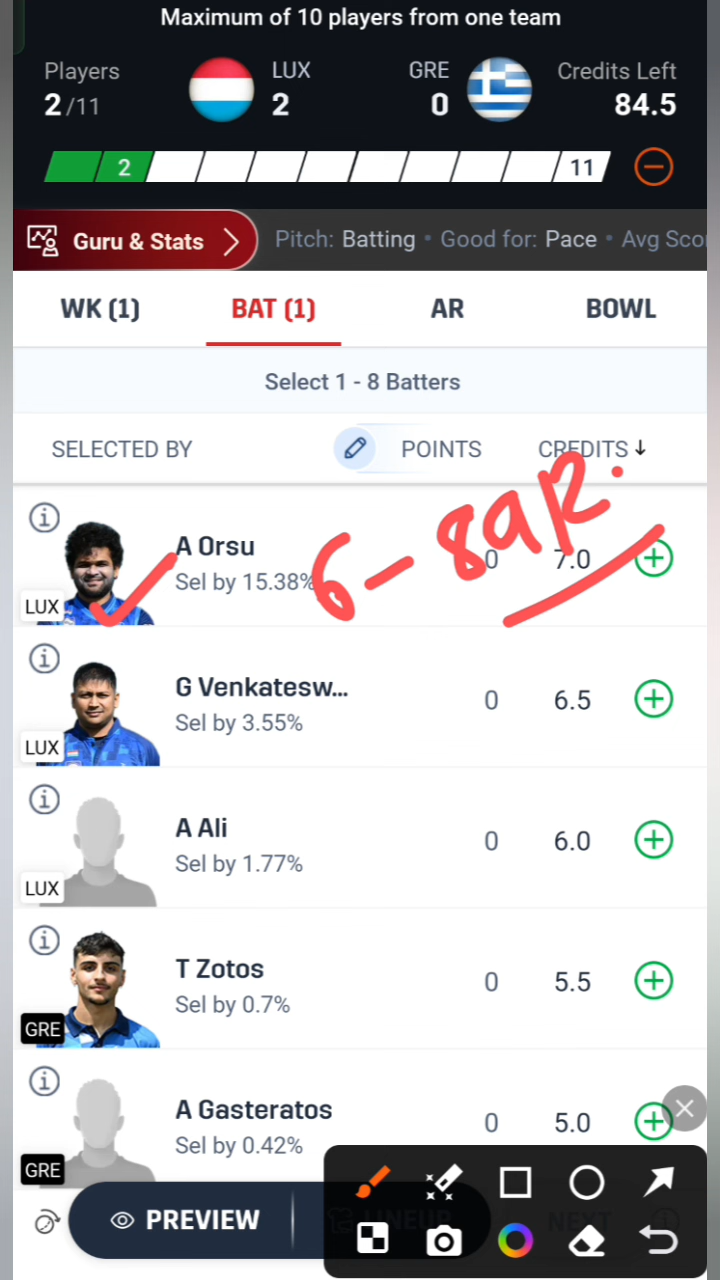 Maximum of 10 players from one team
Players LUX GRE Credits Left
2/11 2 0 84.5
2 11
Guru & Stats Pitch: Batting • Good for: Pace • Avg Sco
WK (1) BAT (1) AR BOWL
Select 1 - 8 Batters
SELECTED BY POINTS CREDITS ↓
A Orsu 0 7.0
Sel by 15.38%
LUX
6-8 an.
G Venkatesw... 0 6.5
Sel by 3.55%
LUX
A Ali 0 6.0
Sel by 1.77%
LUX
T Zotos 0 5.5
Sel by 0.7%
GRE
A Gasteratos 0 5.0
Sel by 0.42%
GRE
PREVIEW LINEUP NEXT